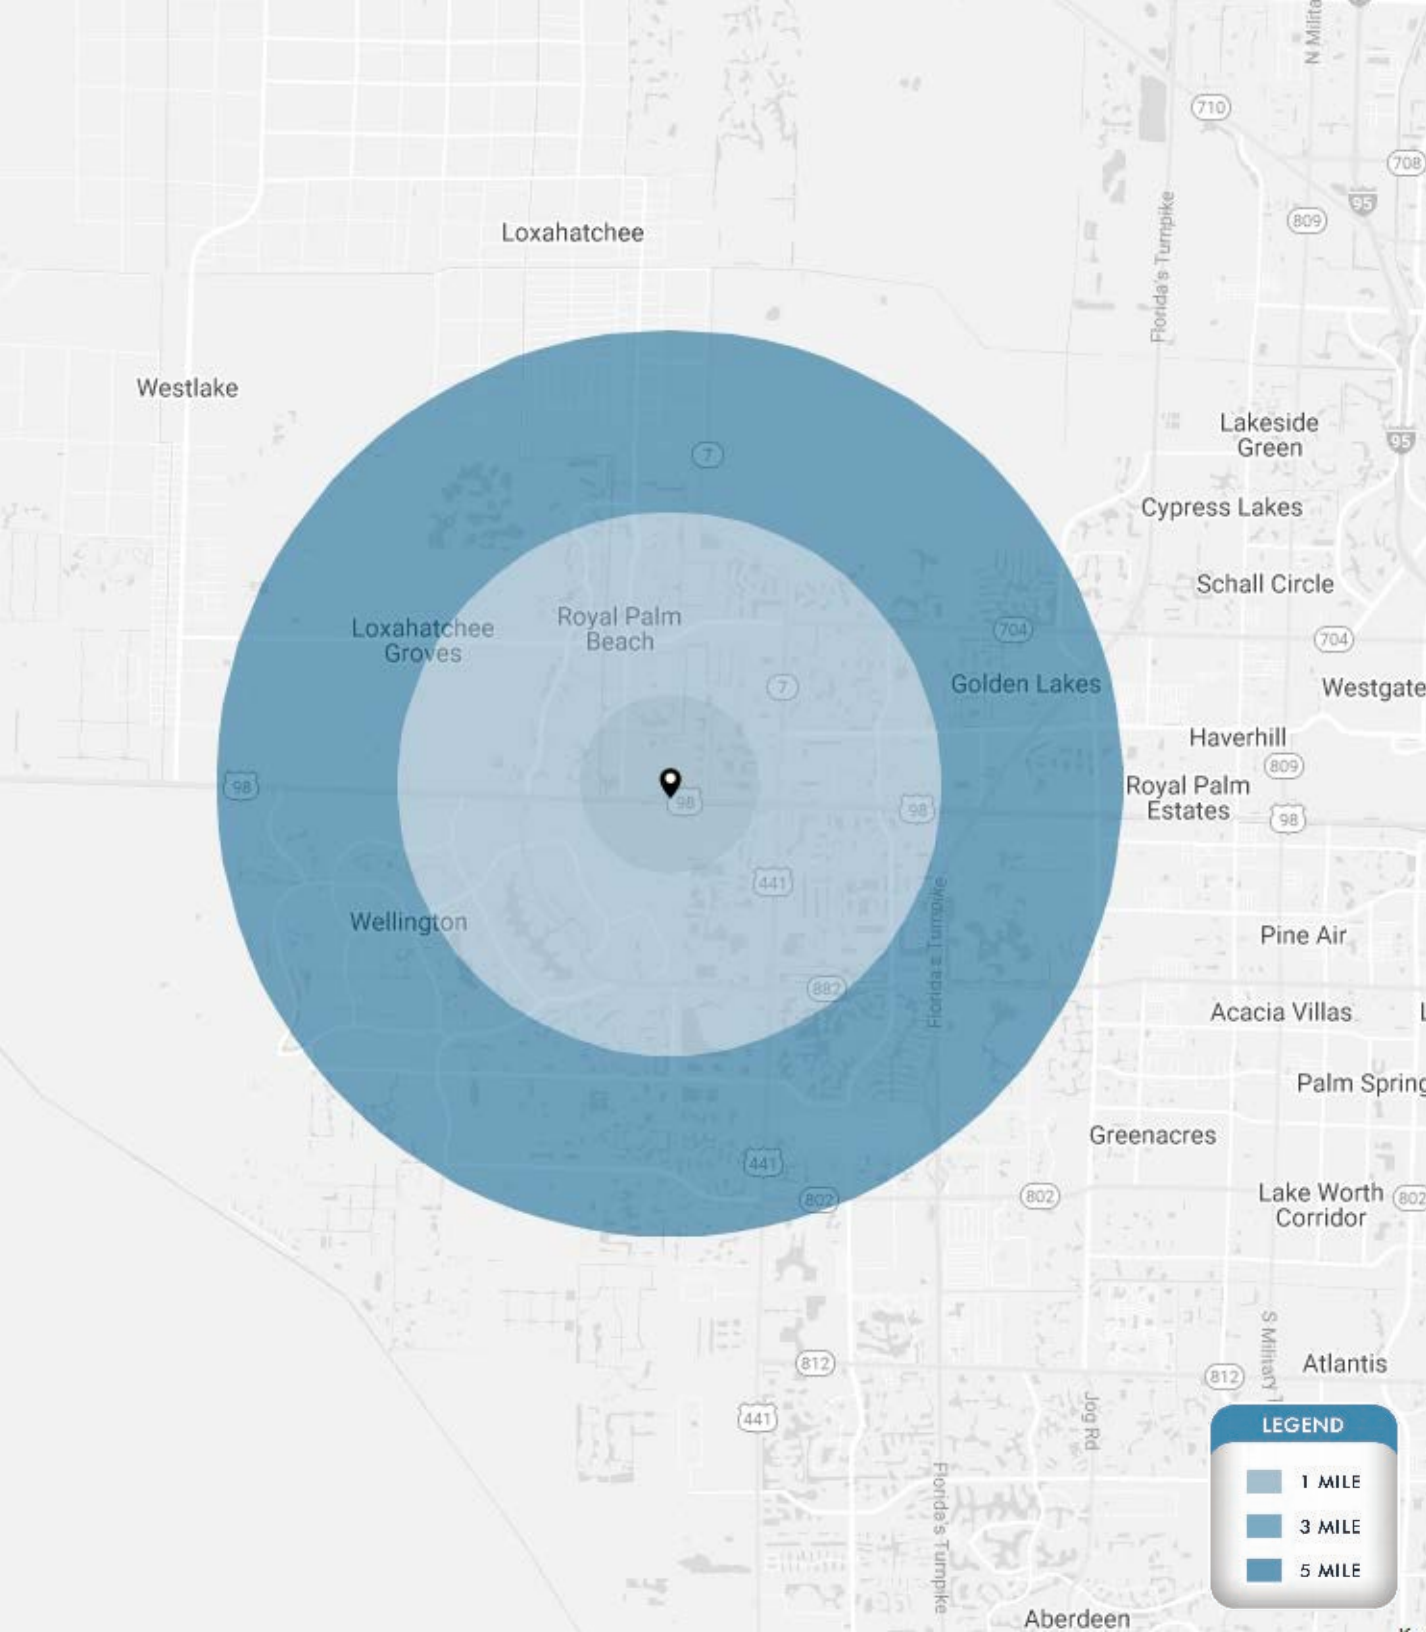 N Milita
710
708
95
809
Florida's Turnpike
Loxahatchee
Westlake
Lakeside
Green
95
7
Cypress Lakes
Schall Circle
Loxahatchee
Groves
Royal Palm
Beach
704
704
7
Golden Lakes
Westgate
Haverhill
809
98
98
98
Royal Palm
Estates
98
441
Wellington
Florida's Turnpike
Pine Air
882
Acacia Villas
L
Palm Spring
Greenacres
441
802
802
Lake Worth
Corridor
802
812
812
S Military T
Atlantis
441
Jog Rd
Florida's Turnpike
LEGEND
1 MILE
3 MILE
5 MILE
Aberdeen